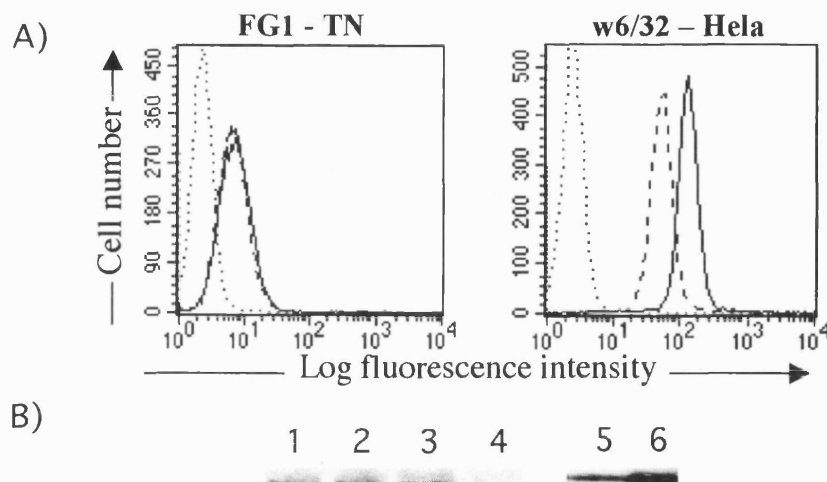 A)
FG1 - TN
w6/32 – Hela
Cell number
450
360
270
180
90
0
500
400
300
200
100
0
10^0 10^1 10^2 10^3 10^4
10^0 10^1 10^2 10^3 10^4
Log fluorescence intensity
B)
1 2 3 4 5 6